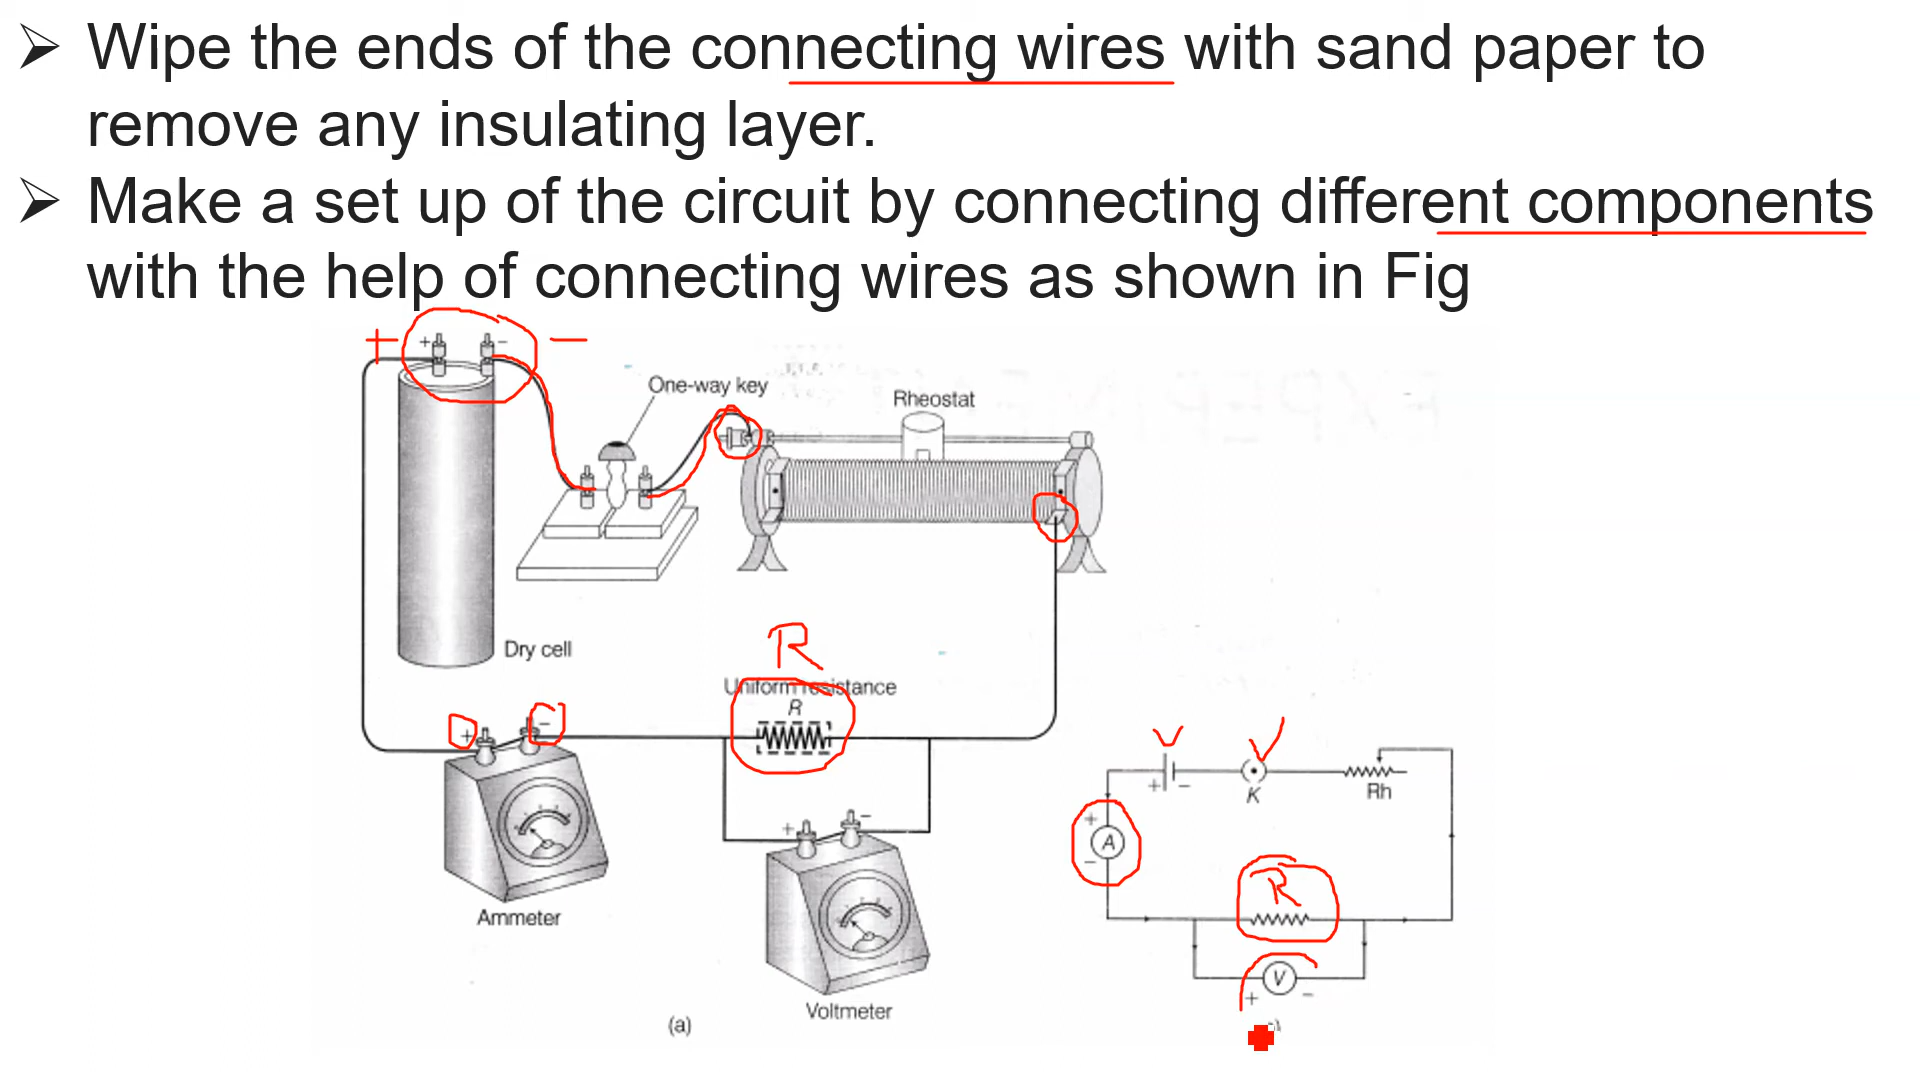 ➢ Wipe the ends of the connecting wires with sand paper to
remove any insulating layer.
➢ Make a set up of the circuit by connecting different components
with the help of connecting wires as shown in Fig
+ + − −
One-way key
Rheostat
Dry cell
R
Uniform resistance
R
+ −
Ammeter
+ −
Voltmeter
(a)
+ −
K
Rh
+
A
−
R
V
+ −